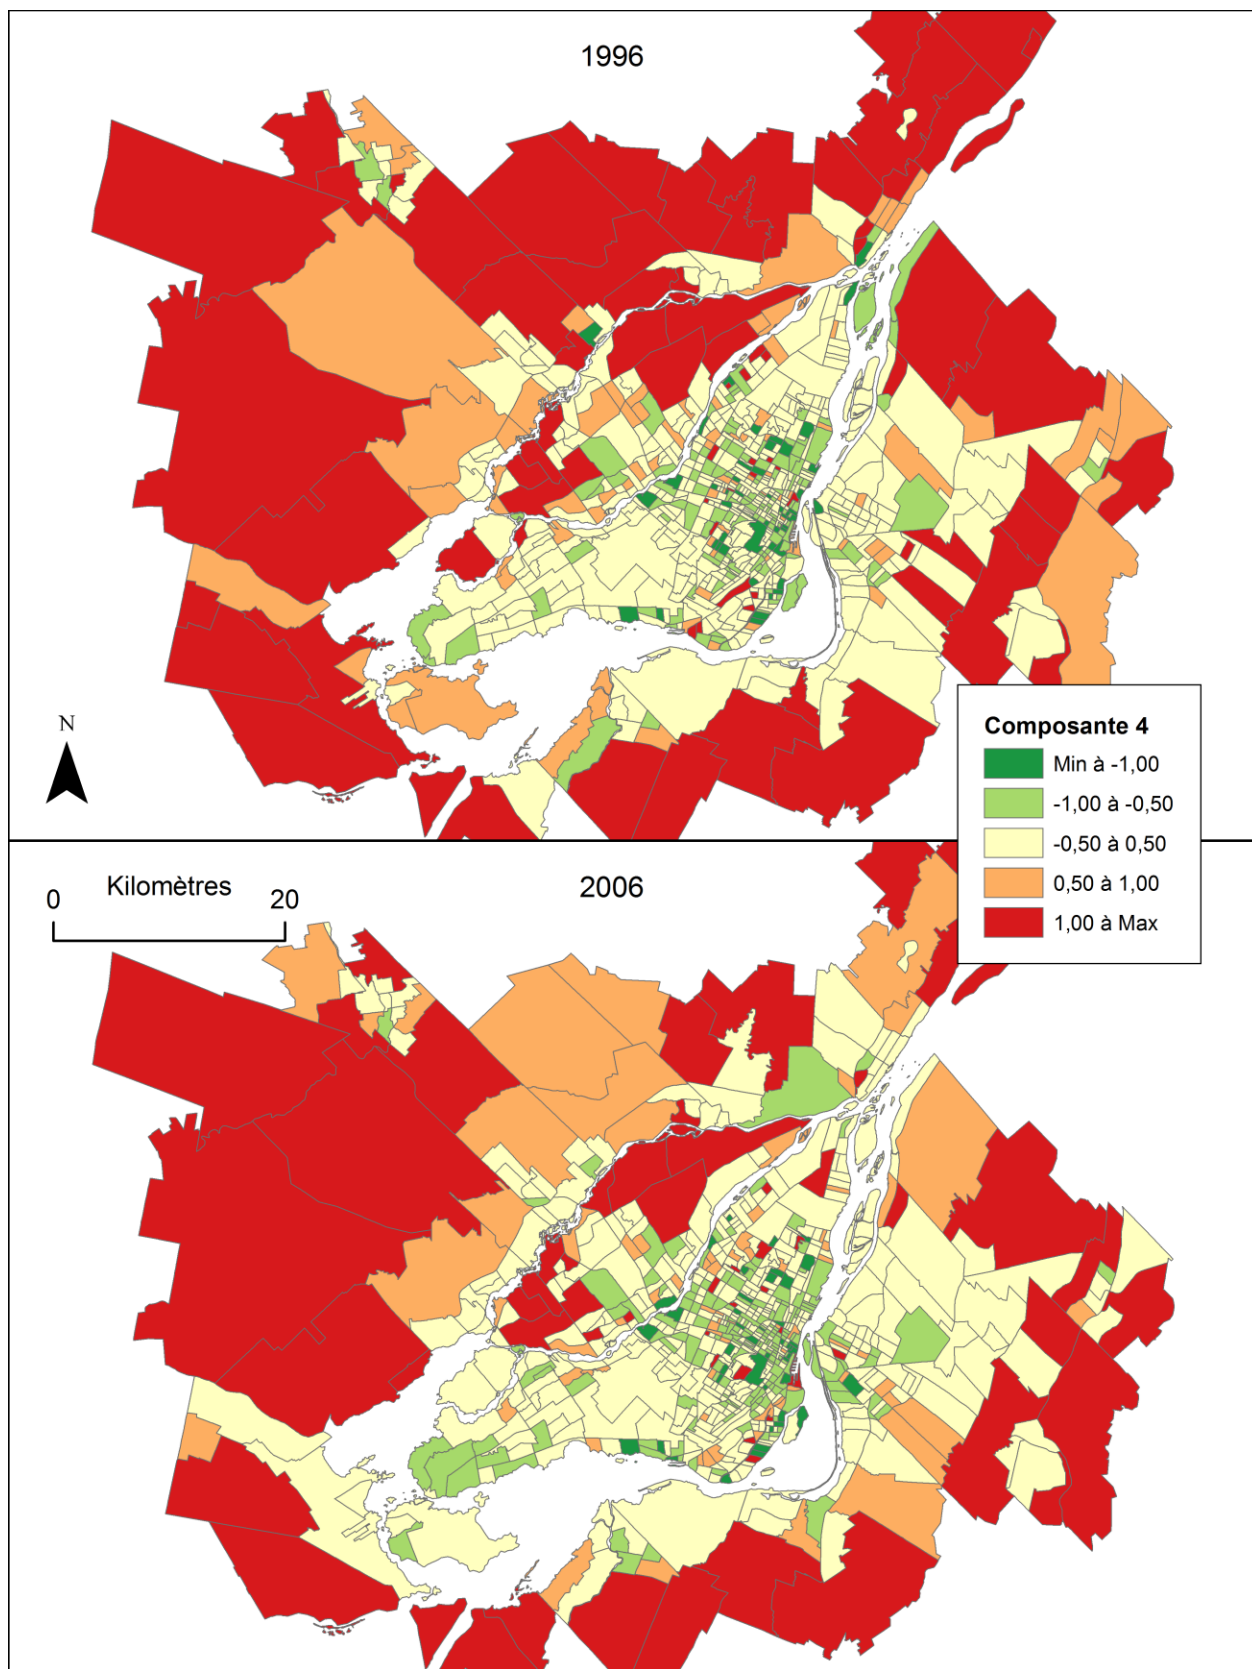 1996
N
Composante 4
Min à -1,00
-1,00 à -0,50
-0,50 à 0,50
0,50 à 1,00
1,00 à Max
Kilomètres
0 20
2006